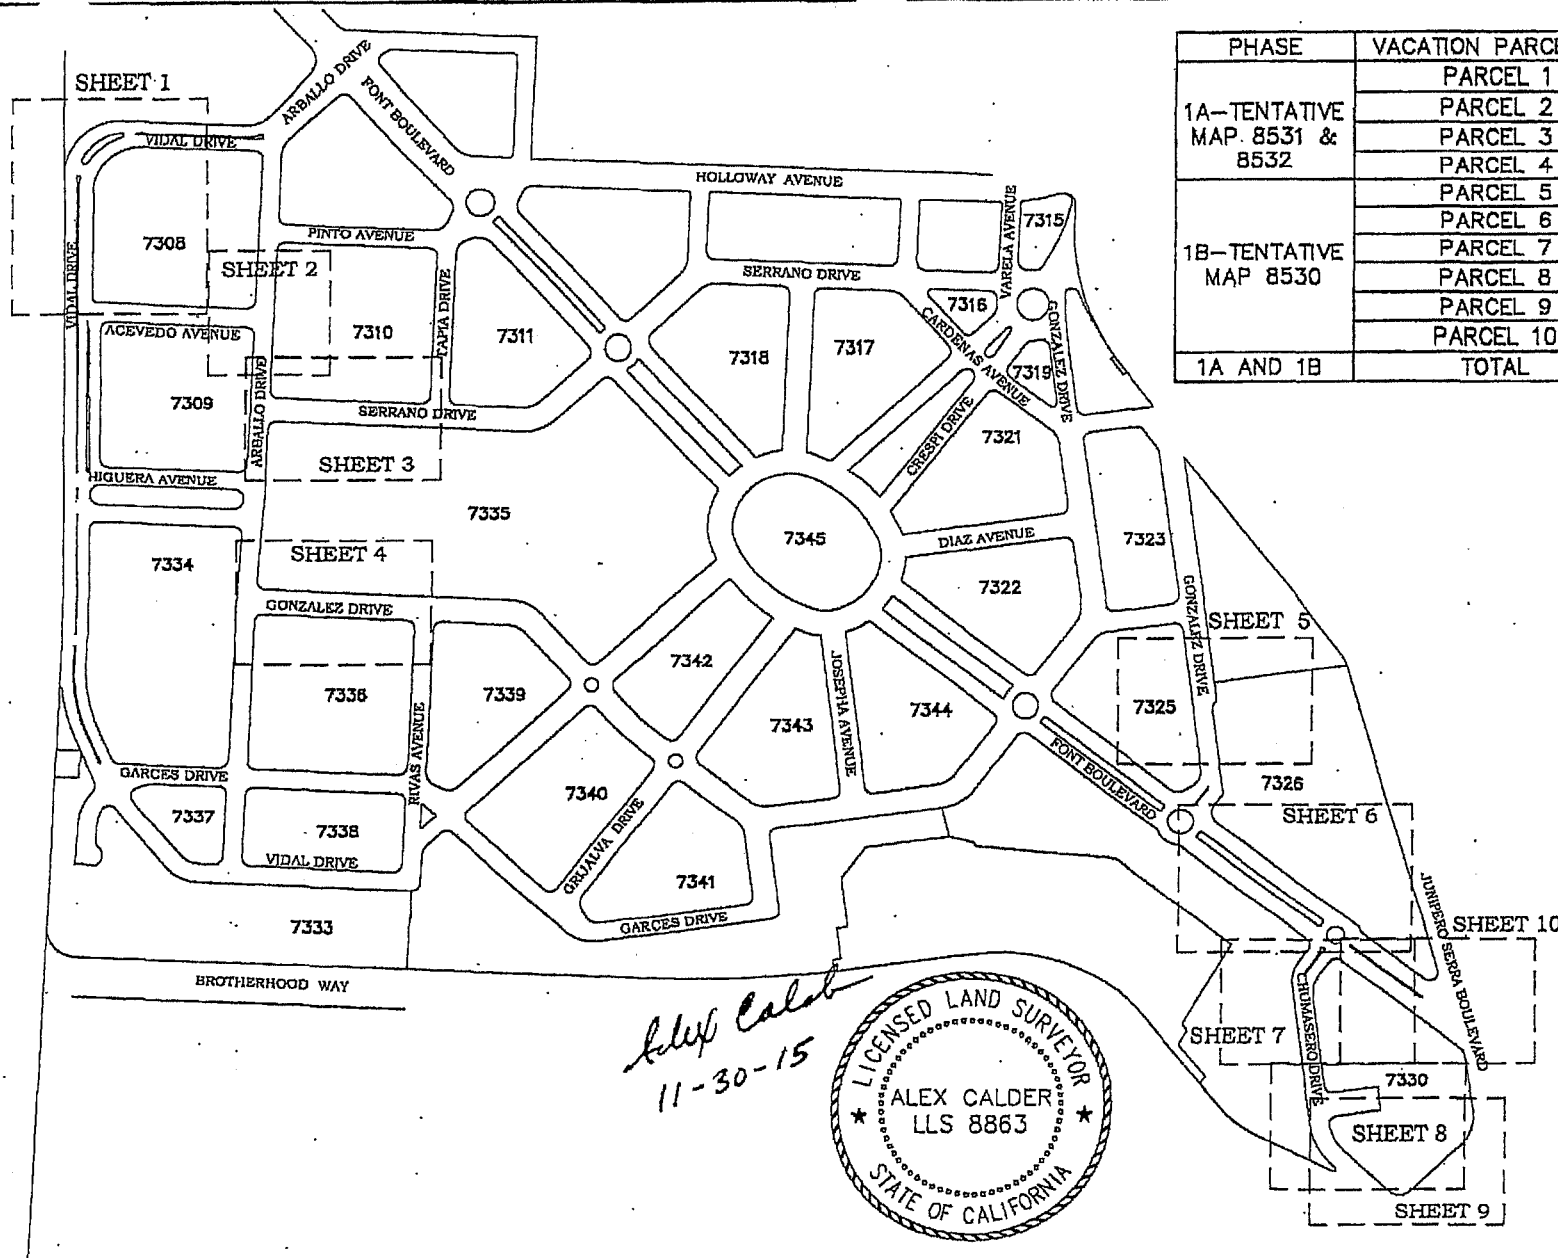 PHASE
VACATION PARCE
1A-TENTATIVE
MAP. 8531 &
8532
PARCEL 1
PARCEL 2
PARCEL 3
PARCEL 4
1B-TENTATIVE
MAP 8530
PARCEL 5
PARCEL 6
PARCEL 7
PARCEL 8
PARCEL 9
PARCEL 10
1A AND 1B
TOTAL
SHEET 1
ARBALLO DRIVE
FONT BOULEVARD
VIDAL DRIVE
HOLLOWAY AVENUE
VARELA AVENUE
7315
7308
PINTO AVENUE
VIDAL DRIVE
SHEET 2
SERRANO DRIVE
TAPIA DRIVE
7316
GONZALEZ DRIVE
ACEVEDO AVENUE
7310
7311
7318
7317
CARDENAS AVENUE
7319
7309
ARBALLO DRIVE
SERRANO DRIVE
CRESPI DRIVE
7321
SHEET 3
HIGUERA AVENUE
7335
7345
DIAZ AVENUE
7323
SHEET 4
7334
7322
GONZALEZ DRIVE
GONZALEZ DRIVE
SHEET 5
7342
JOSEPHA AVENUE
7336
7339
7343
7344
7325
RIVAS AVENUE
FONT BOULEVARD
GARCES DRIVE
7326
7340
7337
7338
SHEET 6
GRIJALVA DRIVE
VIDAL DRIVE
7341
JUNIPERO SERRA BOULEVARD
GARCES DRIVE
7333
SHEET 10
BROTHERHOOD WAY
CHUMASERO DRIVE
SHEET 7
7330
SHEET 8
SHEET 9
Alex Calder
11-30-15
LICENSED LAND SURVEYOR
ALEX CALDER
LLS 8863
STATE OF CALIFORNIA